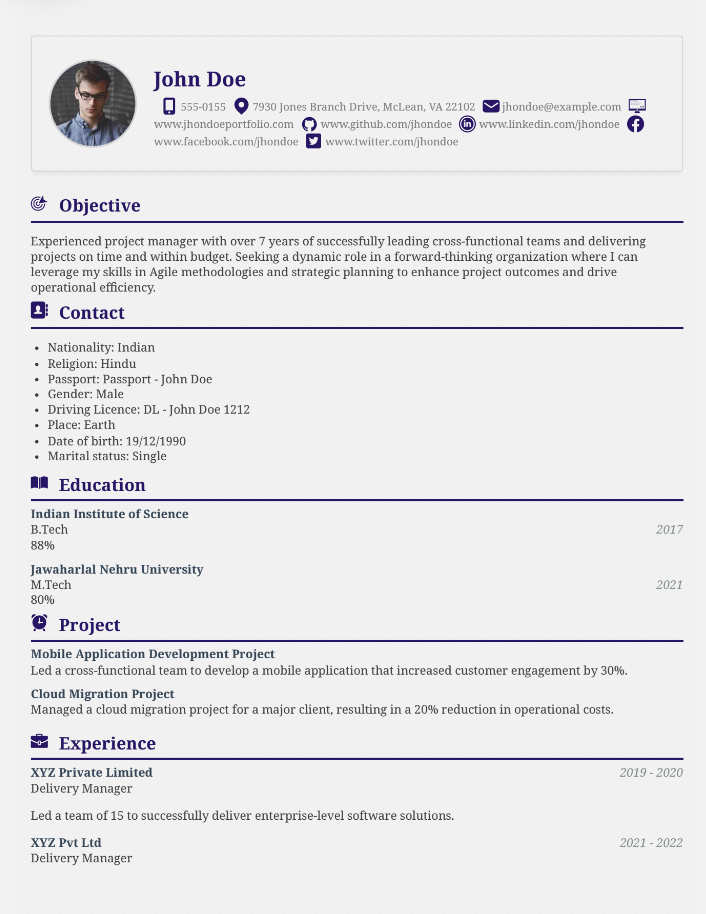 John Doe
555-0155 7930 Jones Branch Drive, McLean, VA 22102 jhondoe@example.com
www.jhondoeportfolio.com www.github.com/jhondoe in www.linkedin.com/jhondoe
www.facebook.com/jhondoe www.twitter.com/jhondoe
Objective
Experienced project manager with over 7 years of successfully leading cross-functional teams and delivering
projects on time and within budget. Seeking a dynamic role in a forward-thinking organization where I can
leverage my skills in Agile methodologies and strategic planning to enhance project outcomes and drive
operational efficiency.
Contact
• Nationality: Indian
• Religion: Hindu
• Passport: Passport - John Doe
• Gender: Male
• Driving Licence: DL - John Doe 1212
• Place: Earth
• Date of birth: 19/12/1990
• Marital status: Single
Education
Indian Institute of Science
B.Tech 2017
88%
Jawaharlal Nehru University
M.Tech 2021
80%
Project
Mobile Application Development Project
Led a cross-functional team to develop a mobile application that increased customer engagement by 30%.
Cloud Migration Project
Managed a cloud migration project for a major client, resulting in a 20% reduction in operational costs.
Experience
XYZ Private Limited 2019 - 2020
Delivery Manager
Led a team of 15 to successfully deliver enterprise-level software solutions.
XYZ Pvt Ltd 2021 - 2022
Delivery Manager